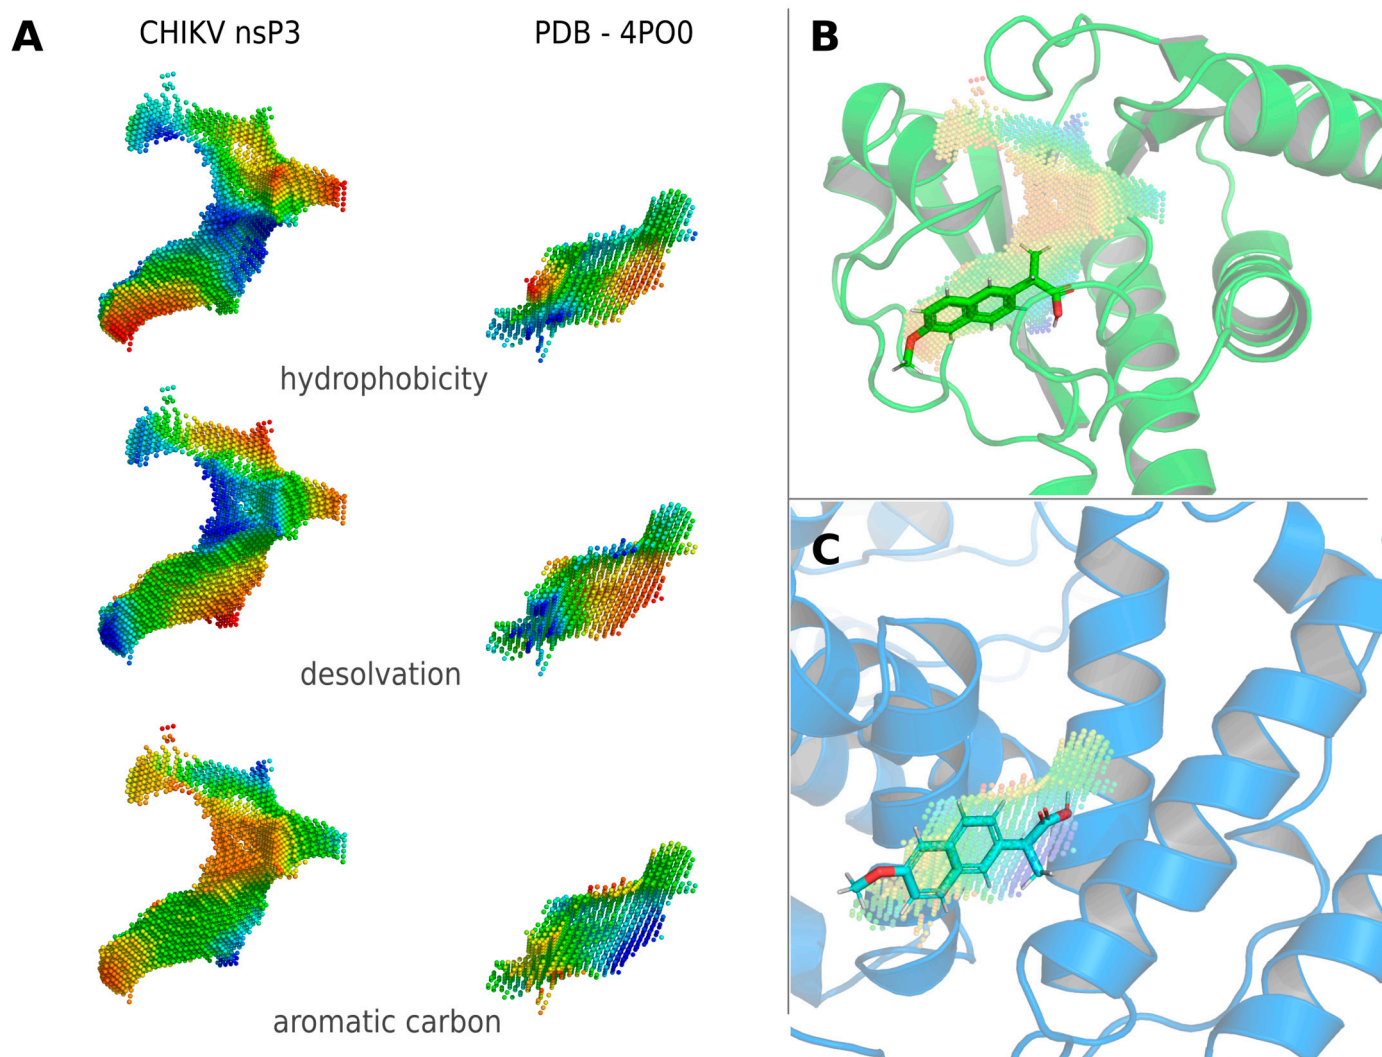 A
CHIKV nsP3
PDB - 4PO0
hydrophobicity
desolvation
aromatic carbon
B
C